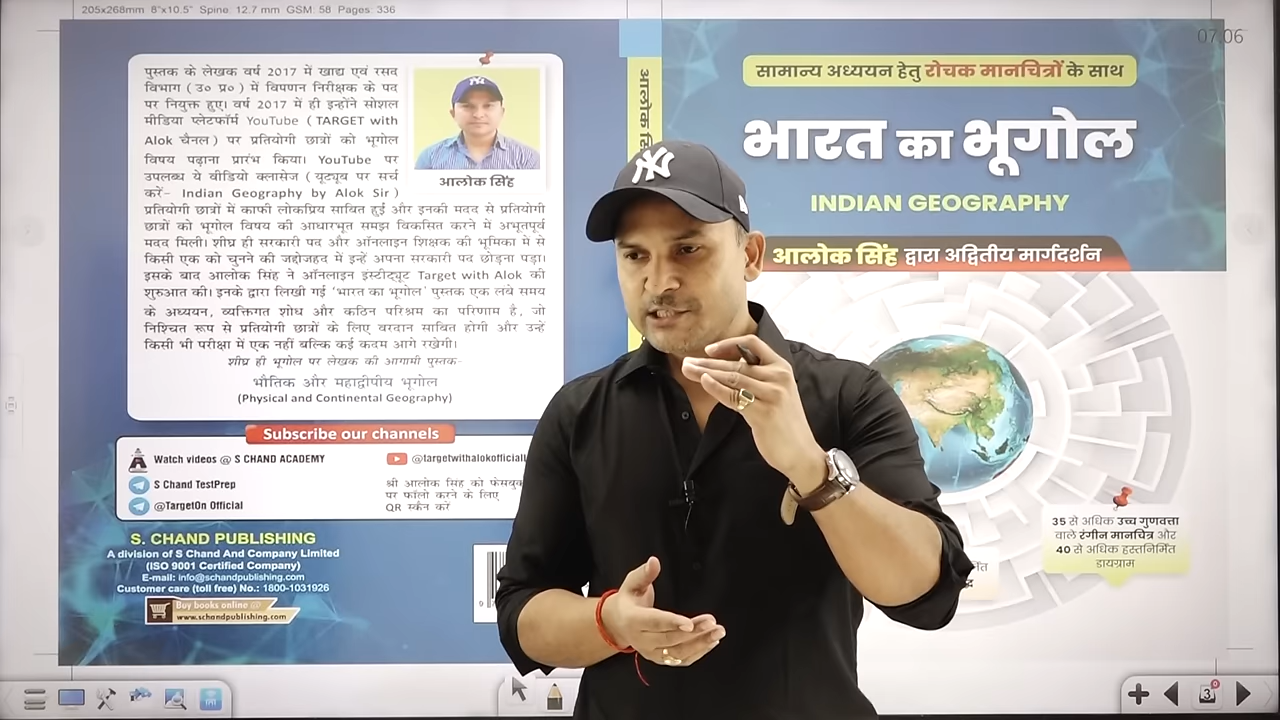 205x268mm 8"x10.5" Spine: 12.7 mm GSM: 58 Pages: 336
07:06
पुस्तक के लेखक वर्ष 2017 में खाद्य एवं रसद
विभाग (उ० प्र०) में विपणन निरीक्षक के पद
पर नियुक्त हुए। वर्ष 2017 में ही इन्होंने सोशल
मीडिया प्लेटफॉर्म YouTube (TARGET with
Alok चैनल) पर प्रतियोगी छात्रों को भूगोल
विषय पढ़ाना प्रारंभ किया। YouTube पर
उपलब्ध ये वीडियो क्लासेज (यूट्यूब पर सर्च
करें– Indian Geography by Alok Sir)
प्रतियोगी छात्रों में काफी लोकप्रिय साबित हुई और इनकी मदद से प्रतियोगी
छात्रों को भूगोल विषय की आधारभूत समझ विकसित करने में अभूतपूर्व
मदद मिली। शीघ्र ही सरकारी पद और ऑनलाइन शिक्षक की भूमिका में से
किसी एक को चुनने की जद्दोजहद में इन्हें अपना सरकारी पद छोड़ना पड़ा।
इसके बाद आलोक सिंह ने ऑनलाइन इंस्टीट्यूट Target with Alok की
शुरुआत की। इनके द्वारा लिखी गई 'भारत का भूगोल' पुस्तक एक लंबे समय
के अध्ययन, व्यक्तिगत शोध और कठिन परिश्रम का परिणाम है, जो
निश्चित रूप से प्रतियोगी छात्रों के लिए वरदान साबित होगी और उन्हें
किसी भी परीक्षा में एक नहीं बल्कि कई कदम आगे रखेगी।
शीघ्र ही भूगोल पर लेखक की आगामी पुस्तक-
भौतिक और महाद्वीपीय भूगोल
(Physical and Continental Geography)
आलोक सिंह
Subscribe our channels
Watch videos @ S CHAND ACADEMY
S Chand TestPrep
@TargetOn Official
@targetwithalokofficial
श्री आलोक सिंह को फेसबुक
पर फॉलो करने के लिए
QR स्कैन करें
S. CHAND PUBLISHING
A division of S Chand And Company Limited
(ISO 9001 Certified Company)
E-mail: info@schandpublishing.com
Customer care (toll free) No.: 1800-1031926
Buy books online
www.schandpublishing.com
आलोक
सामान्य अध्ययन हेतु रोचक मानचित्रों के साथ
भारत का भूगोल
INDIAN GEOGRAPHY
आलोक सिंह द्वारा अद्वितीय मार्गदर्शन
NY
35 से अधिक उच्च गुणवत्ता
वाले रंगीन मानचित्र और
40 से अधिक हस्तनिर्मित
डायग्राम
3